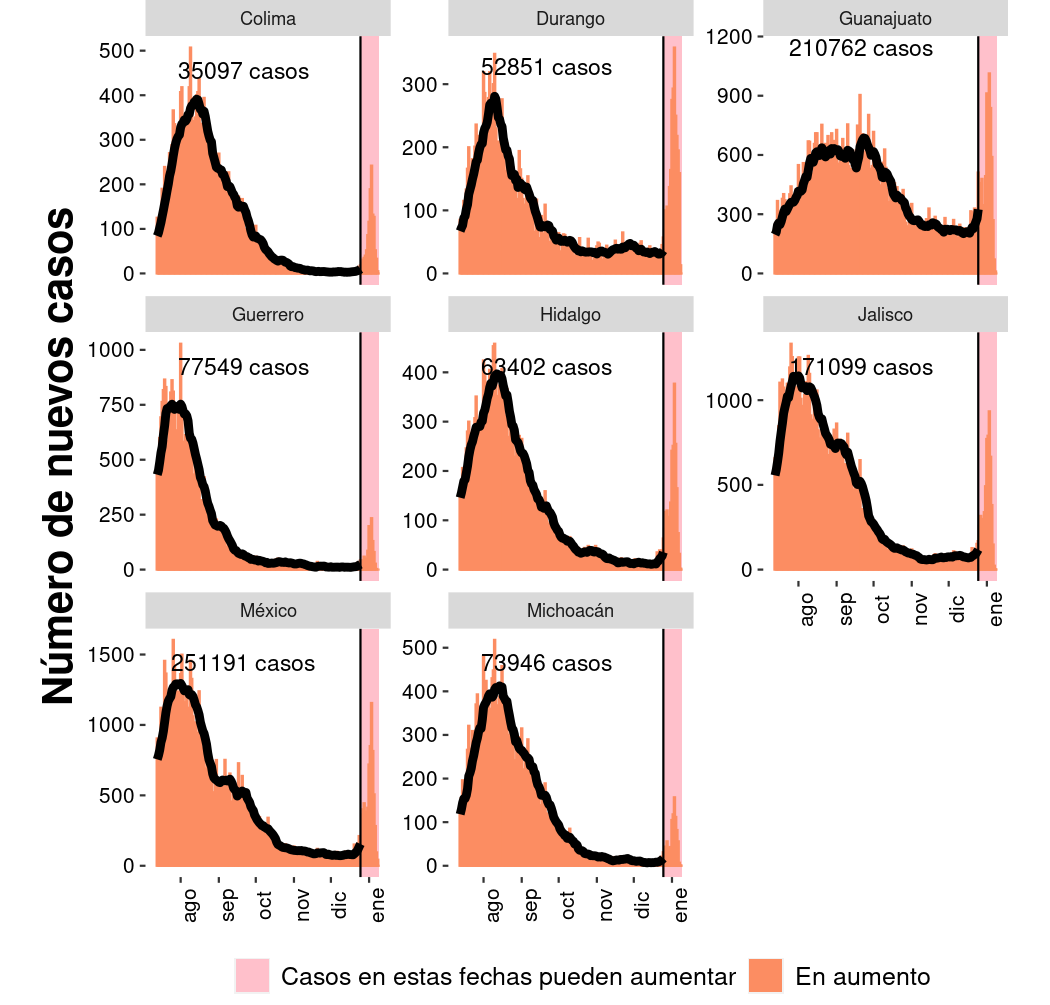 Número de nuevos casos
Colima
35097 casos
500
400
300
200
100
0
Durango
52851 casos
300
200
100
0
Guanajuato
210762 casos
1200
900
600
300
0
Guerrero
77549 casos
1000
750
500
250
0
Hidalgo
63402 casos
400
300
200
100
0
Jalisco
171099 casos
1000
500
0
ago sep oct nov dic ene
México
251191 casos
1500
1000
500
0
ago sep oct nov dic ene
Michoacán
73946 casos
500
400
300
200
100
0
ago sep oct nov dic ene
Casos en estas fechas pueden aumentar En aumento